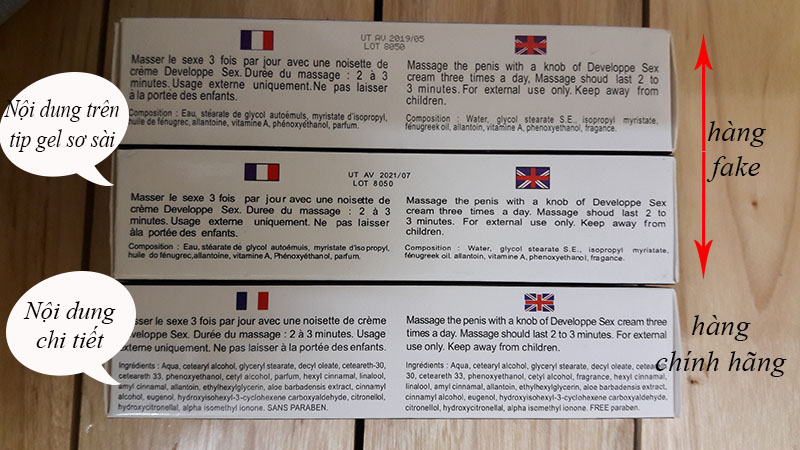 UT AV 2019/05
LOT 8050
Masser le sexe 3 fois par jour avec une noisette de
crème Developpe Sex. Durée du massage : 2 à 3
minutes. Usage externe uniquement. Ne pas laisser
à la portée des enfants.
Composition : Eau, stéarate de glycol autoémuls, myristate d'isopropyl,
huile de fénugrec, allantoine, vitamine A, phénoxyéthanol, parfum.
Massage the penis with a knob of Developpe Sex
cream three times a day, Massage shoud last 2 to
3 minutes. For external use only. Keep away from
children.
Composition : Water, glycol stearate S.E., isopropyl myristate,
fénugreek oil, allantoin, vitamine A, phenoxyethanol, fragance.
Nội dung trên
tip gel sơ sài
hàng
fake
UT AV 2021/07
LOT 8050
Masser le sexe 3 fois par jour avec une noisette de
crème Developpe Sex. Duree du massage : 2 à 3
minutes. Usage externe uniquement. Ne pas laisser
àla portée des enfants.
Composition : Eau, stéarate de glycol autoémuls, myristate d'isopropyl,
huile do fénugrec,allantoine, vitamine A, Phénoxyéthanol, parfum.
Massage the penis with a knob of Developpe Sex
cream three times a day. Massage shoud last 2 to
3 minutes. For external use only. Keep away from
children.
Composition : Water, glycol stearate S.E., isopropyl myristate,
fénugreek oil, allantoin, vitamine A, phenoxyethanol, fragance.
Nội dung
chi tiết
hàng
chính hãng
sser le sexe 3 fois par jour avec une noisette de crème
Developpe Sex. Durée du massage : 2 à 3 minutes. Usage
externe uniquement. Ne pas laisser à la portée des enfants.
Ingrédients : Aqua, cetearyl alcohol, glyceryl stearate, decyl oleate, ceteareth-30,
ceteareth 33, phenoxyethanol, cetyl alcohol, parfum, hexyl cinnamal, linalool,
amyl cinnamal, allantoin, ethylhexylglycerin, aloe barbadensis extract, cinnamyl
alcohol, eugenol, hydroxyisohexyl-3-cyclohexene carboxyaldehyde, citronellol,
hydroxycitronellal, alpha isomethyl ionone. SANS PARABEN.
Massage the penis with a knob of Developpe Sex cream three
times a day. Massage should last 2 to 3 minutes. For external
use only. Keep away from children.
Ingredients : Aqua, cetearyl alcohol, glyceryl stearate, decyl oleate, ceteareth-
30, ceteareth 33, phenoxyethanol, cetyl alcohol, fragrance, hexyl cinnamal,
linalool, amyl cinnamal, allantoin, ethylhexylglycerin, aloe barbadensis extract,
cinnamyl alcohol, eugenol, hydroxyisohexyl-3-cyclohexene carboxyaldehyde,
citronellol, hydroxycitronellal, alpha isomethyl ionone. FREE paraben.